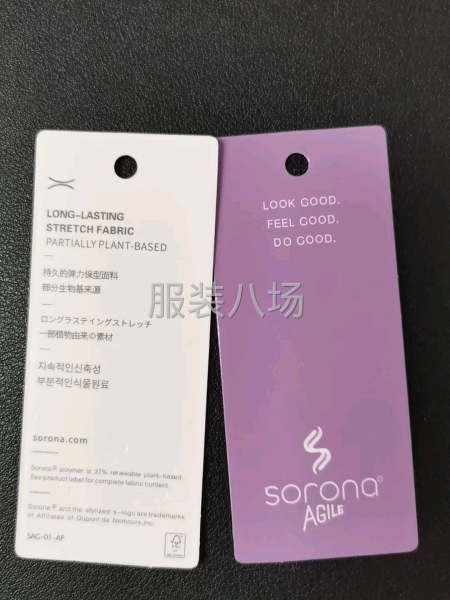 LONG-LASTING
STRETCH FABRIC
PARTIALLY PLANT-BASED
持久的弹力保型面料
部分生物基来源
ロングラスティングストレッチ
一部植物由来の素材
지속적인신축성
부분적인식물원료
sorona.com
Sorona® polymer is 37% renewable plant-based.
See product label for complete fabric content.
Sorona® and the stylized s-logo are trademarks
of Affiliates of Dupont de Nemours. Inc.
SAG-01-AP
FSC
LOOK GOOD.
FEEL GOOD.
DO GOOD.
sorona®
AGILE
服装八场